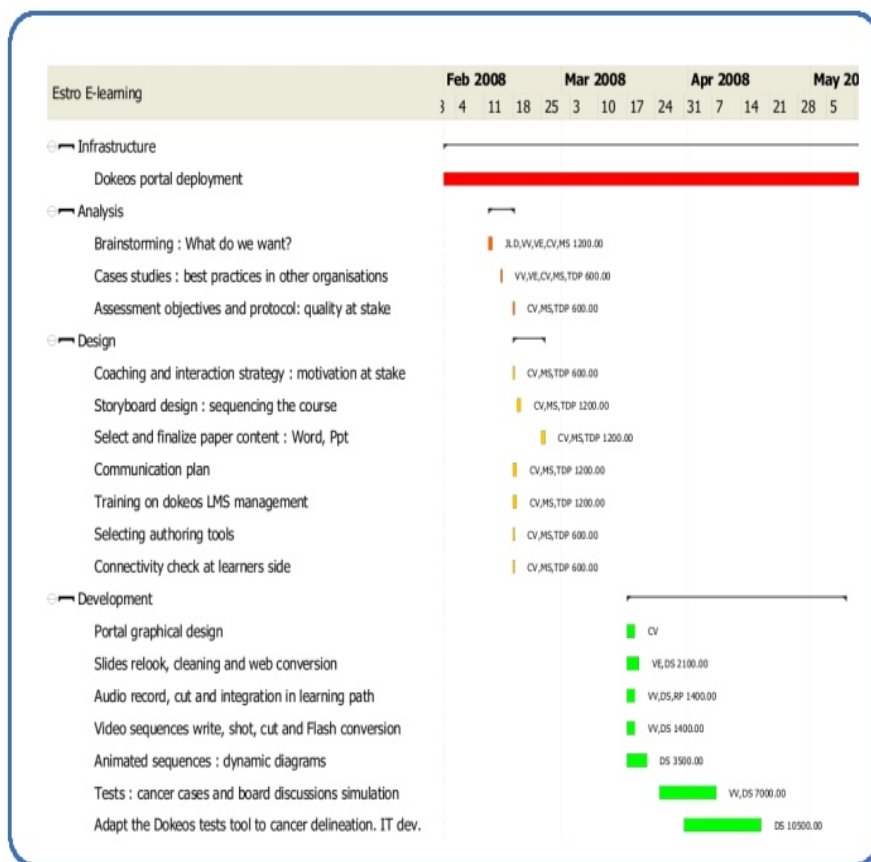 Feb 2008 Mar 2008 Apr 2008 May 20
Estro E-learning
3 4 11 18 25 3 10 17 24 31 7 14 21 28 5
Infrastructure
Dokeos portal deployment
Analysis
Brainstorming : What do we want? JLD,VV,VE,CV,MS 1200.00
Cases studies : best practices in other organisations VV,VE,CV,MS,TDP 600.00
Assessment objectives and protocol: quality at stake CV,MS,TDP 600.00
Design
Coaching and interaction strategy : motivation at stake CV,MS,TDP 600.00
Storyboard design : sequencing the course CV,MS,TDP 1200.00
Select and finalize paper content : Word, Ppt CV,MS,TDP 1200.00
Communication plan CV,MS,TDP 1200.00
Training on dokeos LMS management CV,MS,TDP 1200.00
Selecting authoring tools CV,MS,TDP 600.00
Connectivity check at learners side CV,MS,TDP 600.00
Development
Portal graphical design CV
Slides relook, cleaning and web conversion VE,DS 2100.00
Audio record, cut and integration in learning path VV,DS,RP 1400.00
Video sequences write, shot, cut and Flash conversion VV,DS 1400.00
Animated sequences : dynamic diagrams DS 3500.00
Tests : cancer cases and board discussions simulation VV,DS 7000.00
Adapt the Dokeos tests tool to cancer delineation. IT dev. DS 10500.00